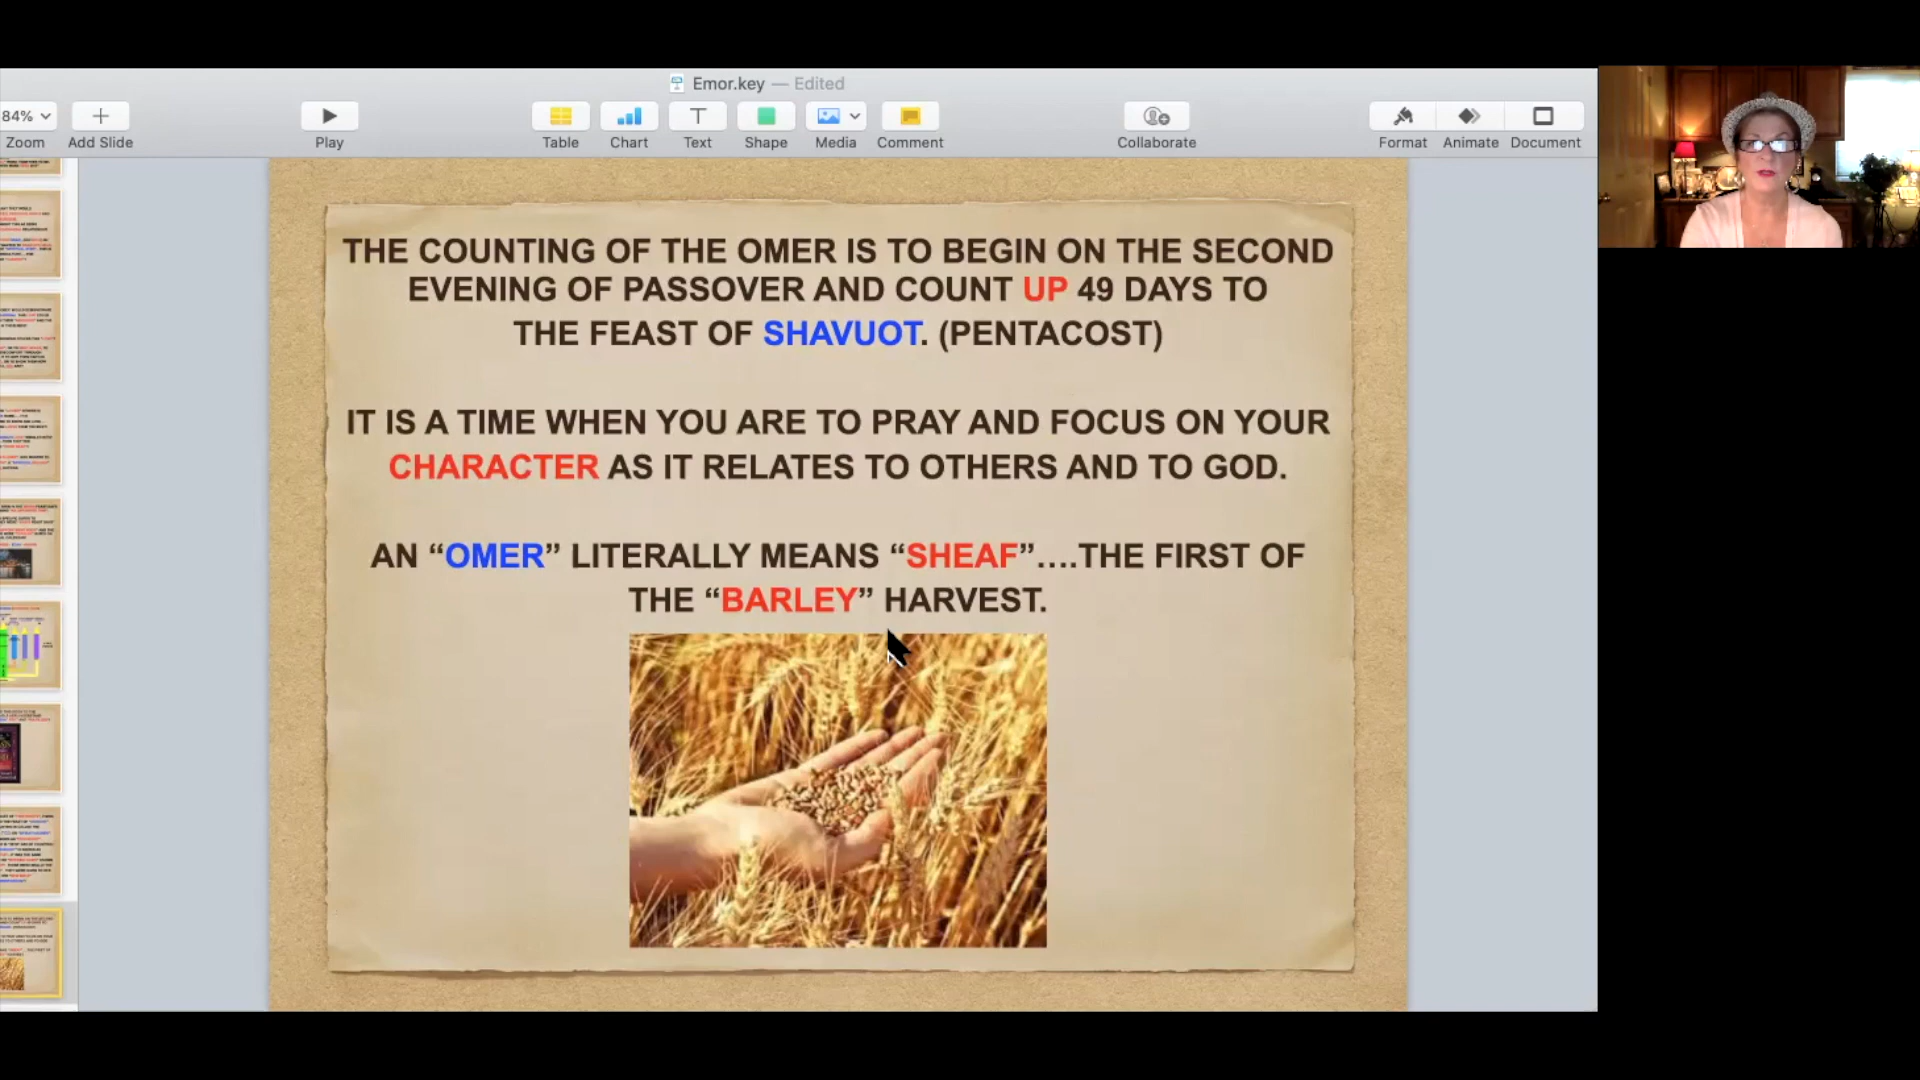 Emor.key — Edited
84%
Zoom
Add Slide
Play
Table
Chart
Text
Shape
Media
Comment
Collaborate
Format
Animate
Document
THE COUNTING OF THE OMER IS TO BEGIN ON THE SECOND
EVENING OF PASSOVER AND COUNT UP 49 DAYS TO
THE FEAST OF SHAVUOT. (PENTACOST)
IT IS A TIME WHEN YOU ARE TO PRAY AND FOCUS ON YOUR
CHARACTER AS IT RELATES TO OTHERS AND TO GOD.
AN “OMER” LITERALLY MEANS “SHEAF”....THE FIRST OF
THE “BARLEY” HARVEST.